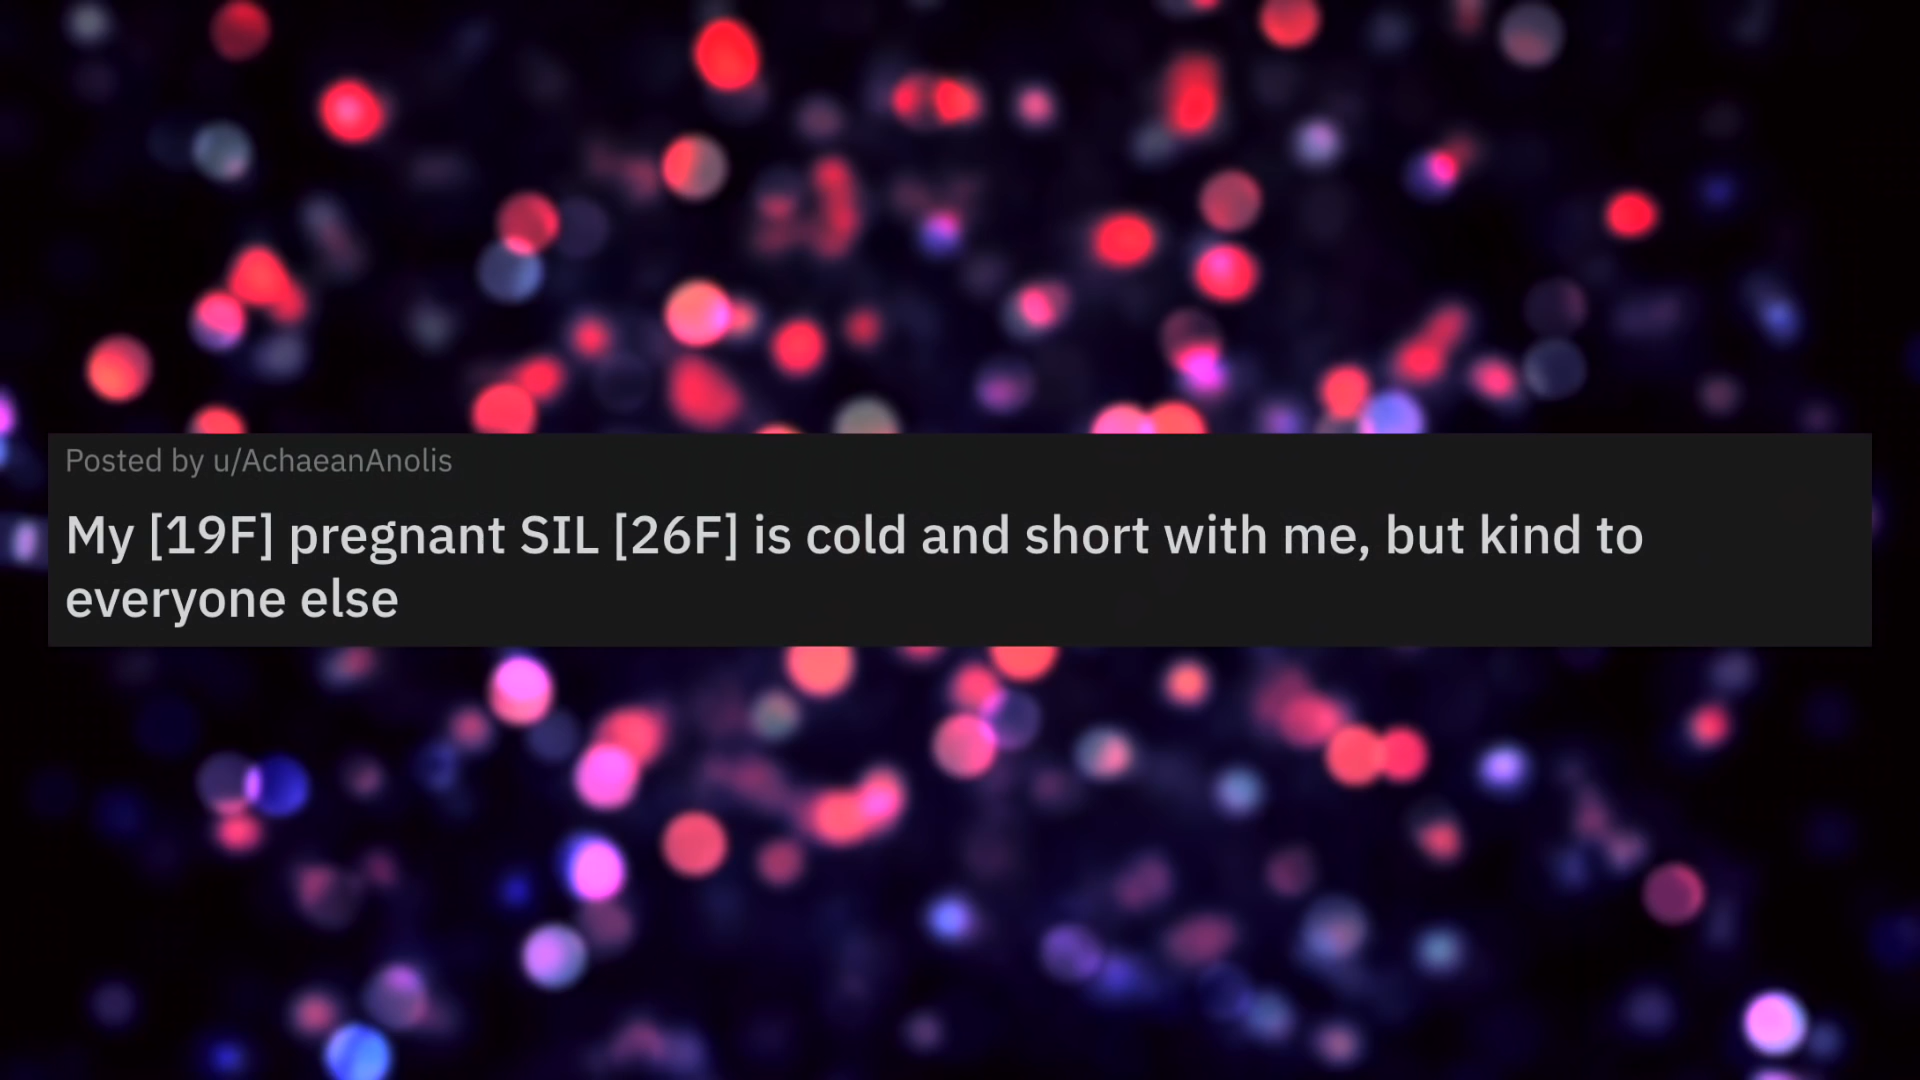 Posted by u/AchaeanAnolis
My [19F] pregnant SIL [26F] is cold and short with me, but kind to
everyone else